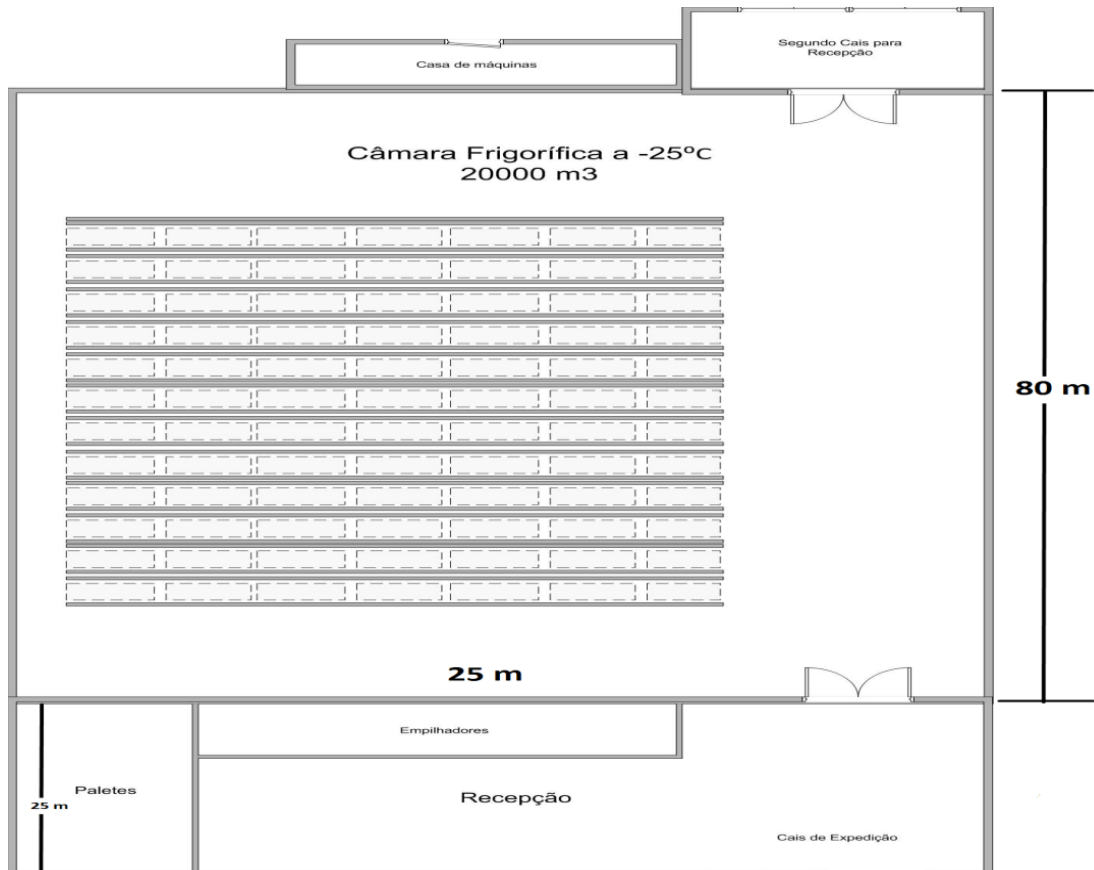 Segundo Cais para
Recepção
Casa de máquinas
Câmara Frigorífica a -25ºC
20000 m3
80 m
25 m
Empilhadores
Paletes
25 m
Recepção
Cais de Expedição